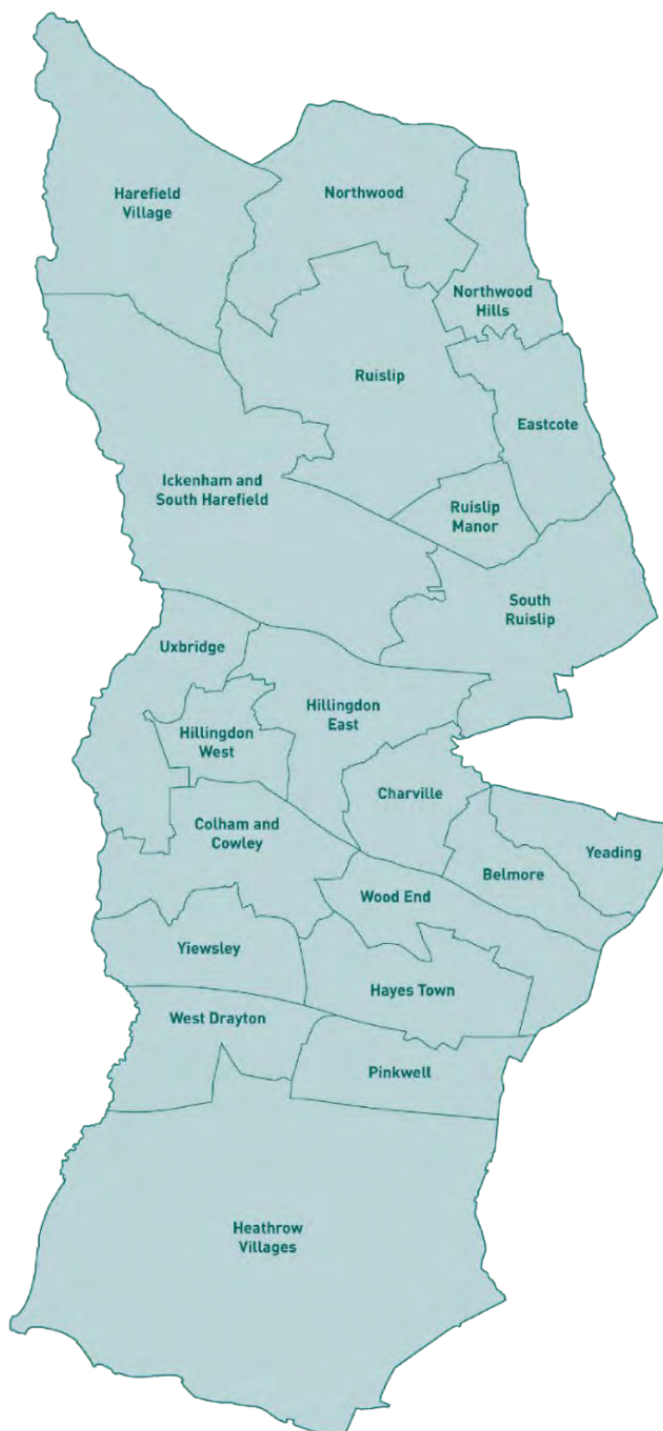 Harefield
Village
Northwood
Northwood
Hills
Ruislip
Eastcote
Ickenham and
South Harefield
Ruislip
Manor
South
Ruislip
Uxbridge
Hillingdon
East
Hillingdon
West
Charville
Colham and
Cowley
Yeading
Belmore
Wood End
Yiewsley
Hayes Town
West Drayton
Pinkwell
Heathrow
Villages